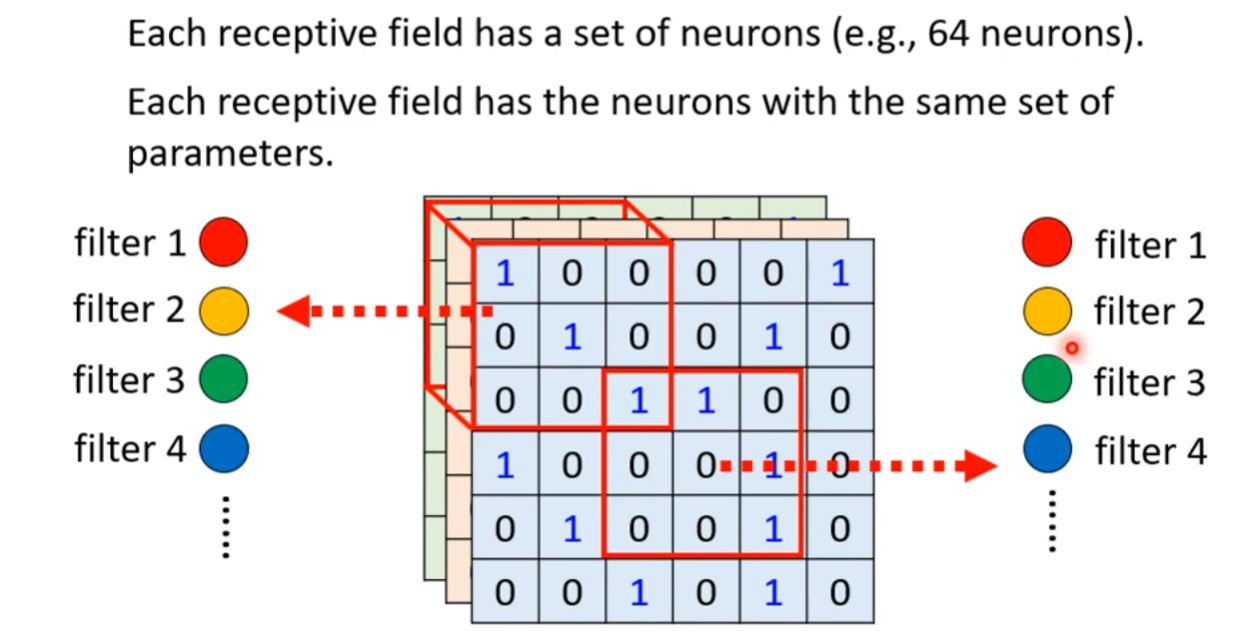 Each receptive field has a set of neurons (e.g., 64 neurons).
Each receptive field has the neurons with the same set of
parameters.
filter 1
filter 2
filter 3
filter 4
1 0 0 0 0 1
0 1 0 0 1 0
0 0 1 1 0 0
1 0 0 0 1 0
0 1 0 0 1 0
0 0 1 0 1 0
filter 1
filter 2
filter 3
filter 4